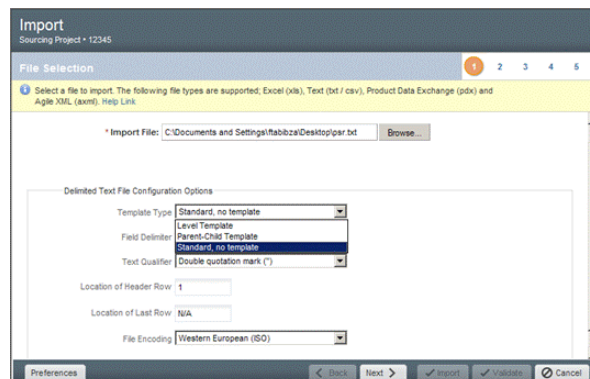 Import
Sourcing Project • 12345
File Selection
1 2 3 4 5
Select a file to import. The following file types are supported; Excel (xls), Text (txt / csv), Product Data Exchange (pdx) and
Agile XML (axml). Help Link
* Import File: C:\Documents and Settings\ftabibza\Desktop\psr.txt Browse...
Delimited Text File Configuration Options
Template Type Standard, no template
Level Template
Field Delimiter Parent-Child Template
Standard, no template
Text Qualifier Double quotation mark (")
Location of Header Row 1
Location of Last Row N/A
File Encoding Western European (ISO)
Preferences Back Next Import Validate Cancel